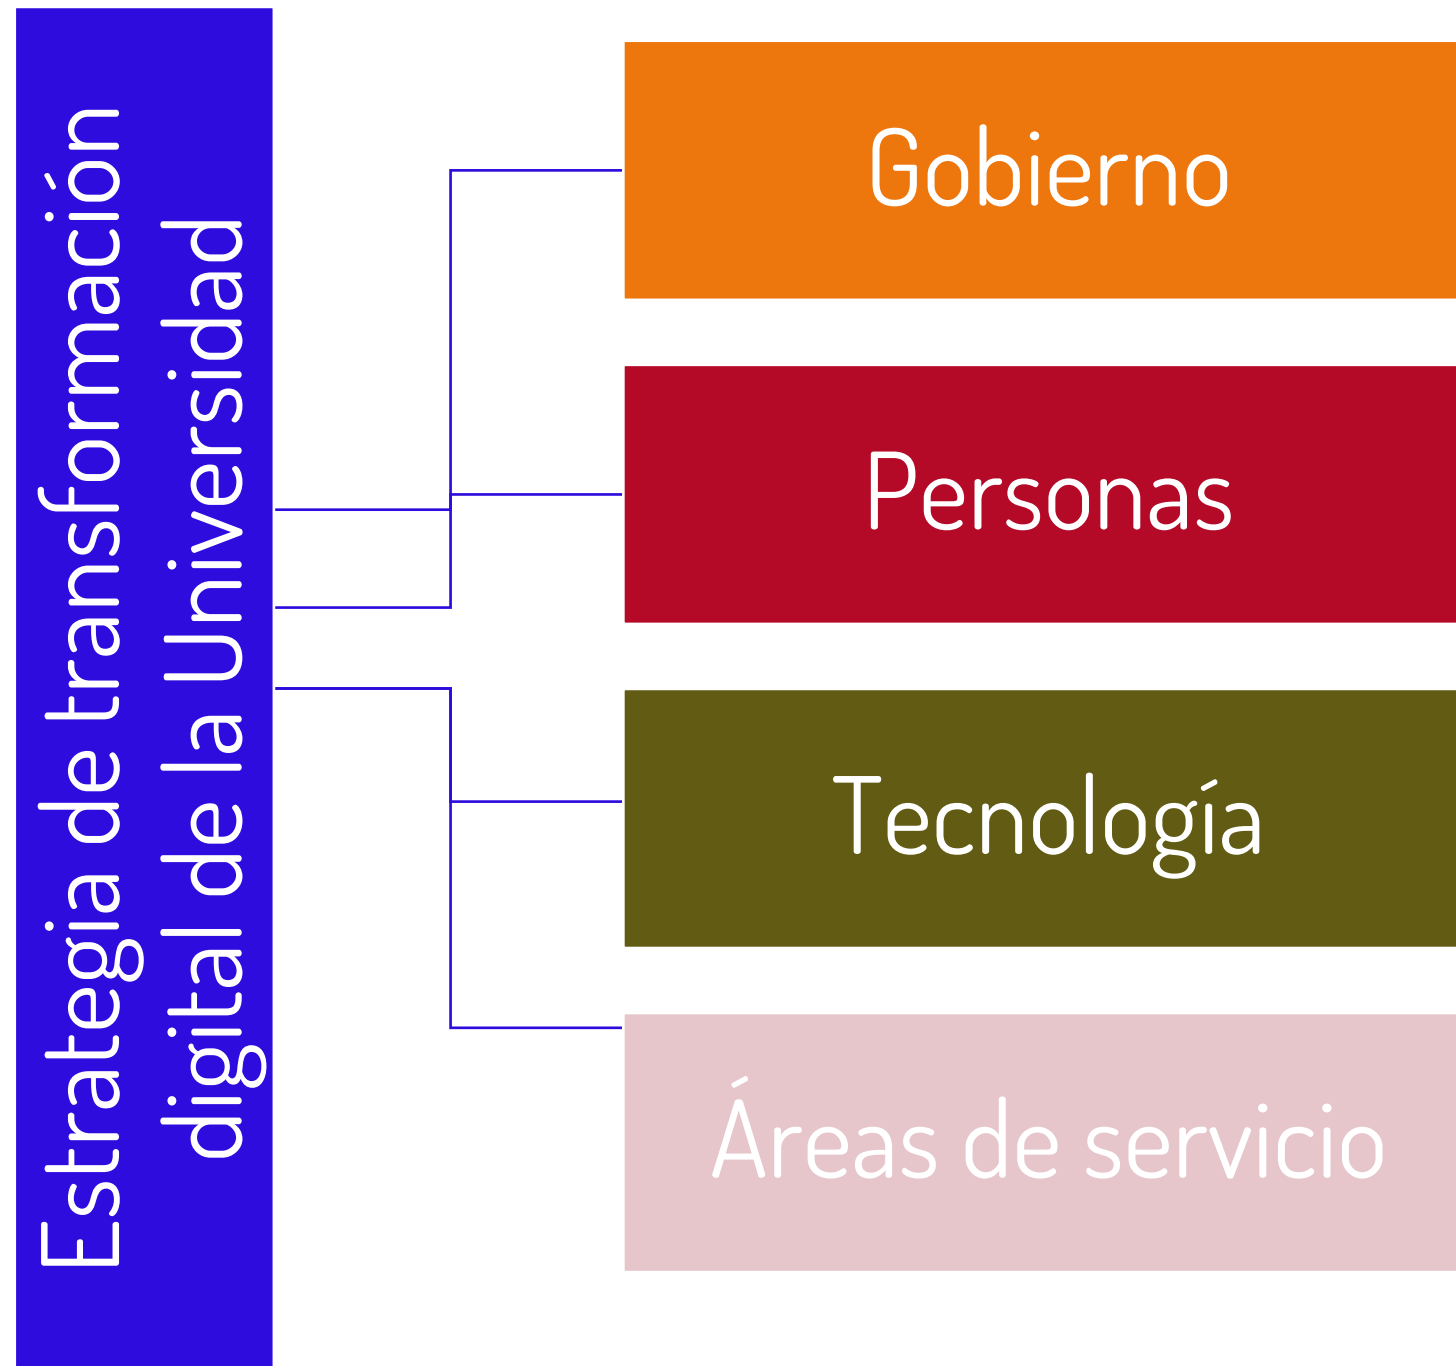 Estrategia de transformación
digital de la Universidad
Gobierno
Personas
Tecnología
Áreas de servicio